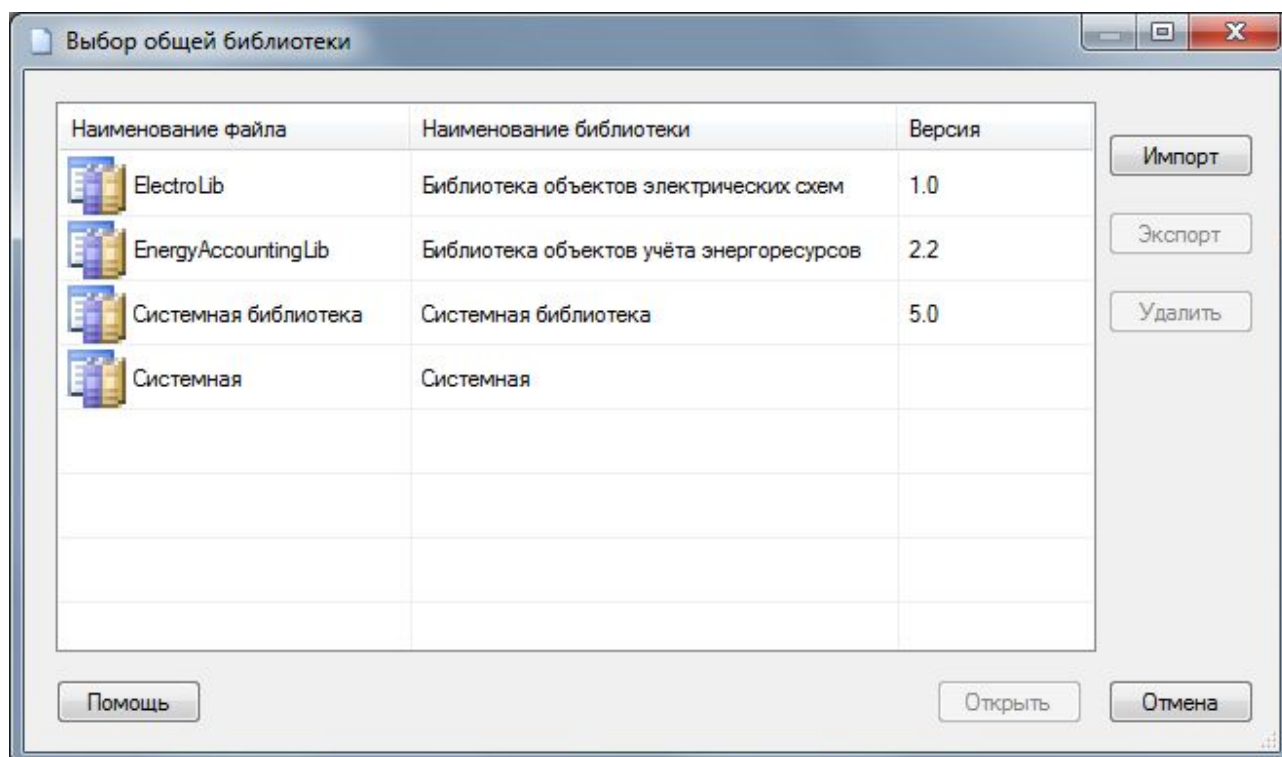 Выбор общей библиотеки
Наименование файла Наименование библиотеки Версия
ElectroLib Библиотека объектов электрических схем 1.0
EnergyAccountingLib Библиотека объектов учёта энергоресурсов 2.2
Системная библиотека Системная библиотека 5.0
Системная Системная
Импорт
Экспорт
Удалить
Помощь Открыть Отмена